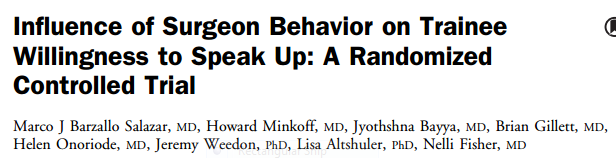 Influence of Surgeon Behavior on Trainee
Willingness to Speak Up: A Randomized
Controlled Trial
Marco J Barzallo Salazar, MD, Howard Minkoff, MD, Jyothshna Bayya, MD, Brian Gillett, MD,
Helen Onoriode, MD, Jeremy Weedon, PhD, Lisa Altshuler, PhD, Nelli Fisher, MD